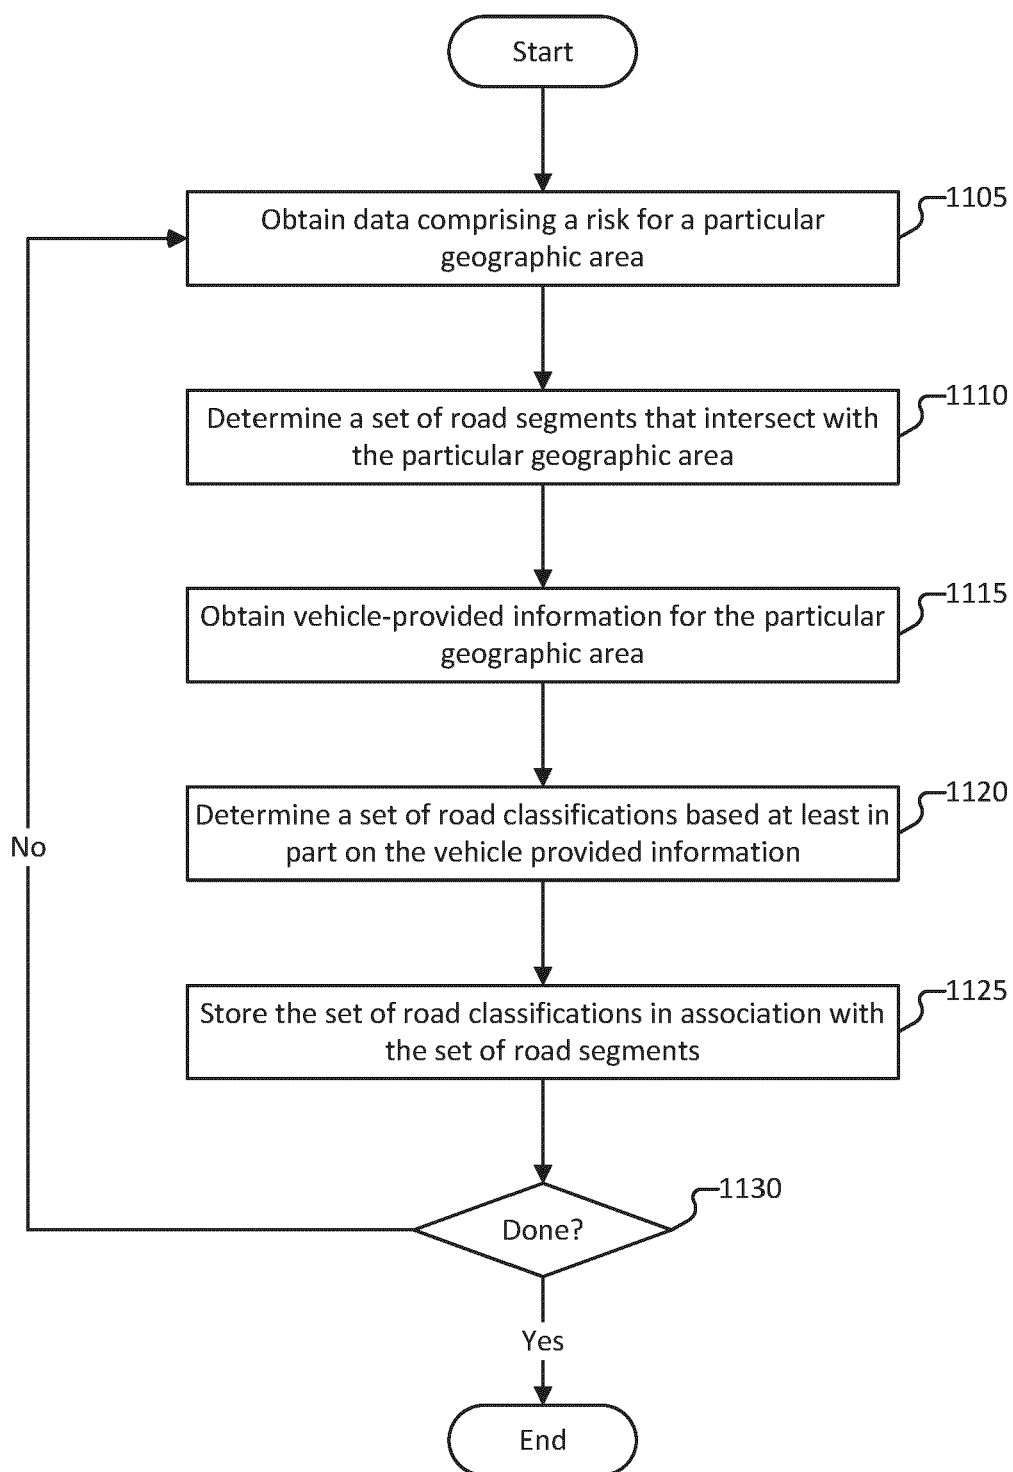 Start
Obtain data comprising a risk for a particular
geographic area
1105
Determine a set of road segments that intersect with
the particular geographic area
1110
Obtain vehicle-provided information for the particular
geographic area
1115
Determine a set of road classifications based at least in
part on the vehicle provided information
1120
No
Store the set of road classifications in association with
the set of road segments
1125
Done?
1130
Yes
End